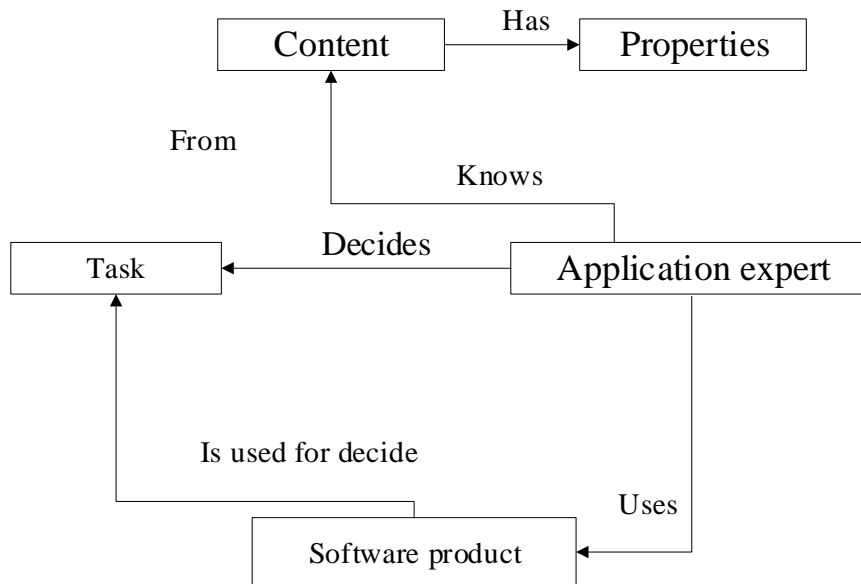 Has
Content
Properties
From
Knows
Decides
Task
Application expert
Is used for decide
Uses
Software product